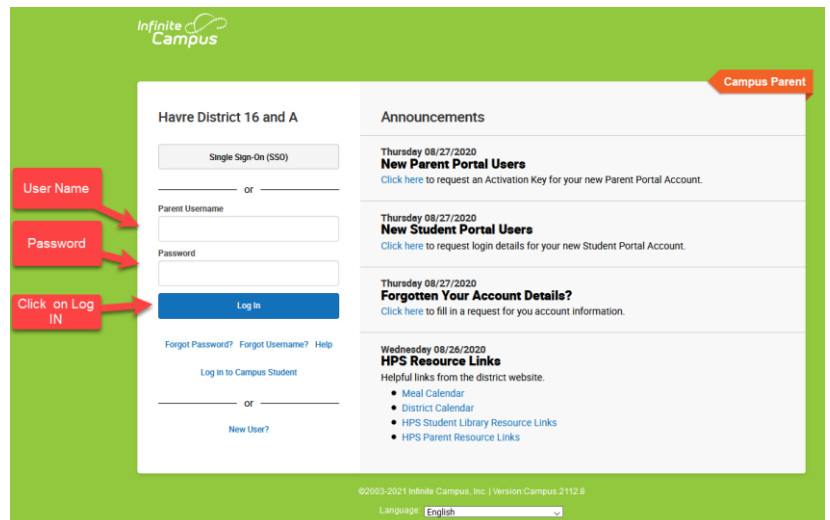 Infinite
Campus
Campus Parent
Havre District 16 and A
Single Sign-On (SSO)
or
User Name
Parent Username
Password
Password
Click on Log
IN
Log In
Forgot Password? Forgot Username? Help
Log in to Campus Student
or
New User?
Announcements
Thursday 08/27/2020
New Parent Portal Users
Click here to request an Activation Key for your new Parent Portal Account.
Thursday 08/27/2020
New Student Portal Users
Click here to request login details for your new Student Portal Account.
Thursday 08/27/2020
Forgotten Your Account Details?
Click here to fill in a request for you account information.
Wednesday 08/26/2020
HPS Resource Links
Helpful links from the district website.
Meal Calendar
District Calendar
HPS Student Library Resource Links
HPS Parent Resource Links
©2003-2021 Infinite Campus, Inc. | Version:Campus.2112.8
Language: English